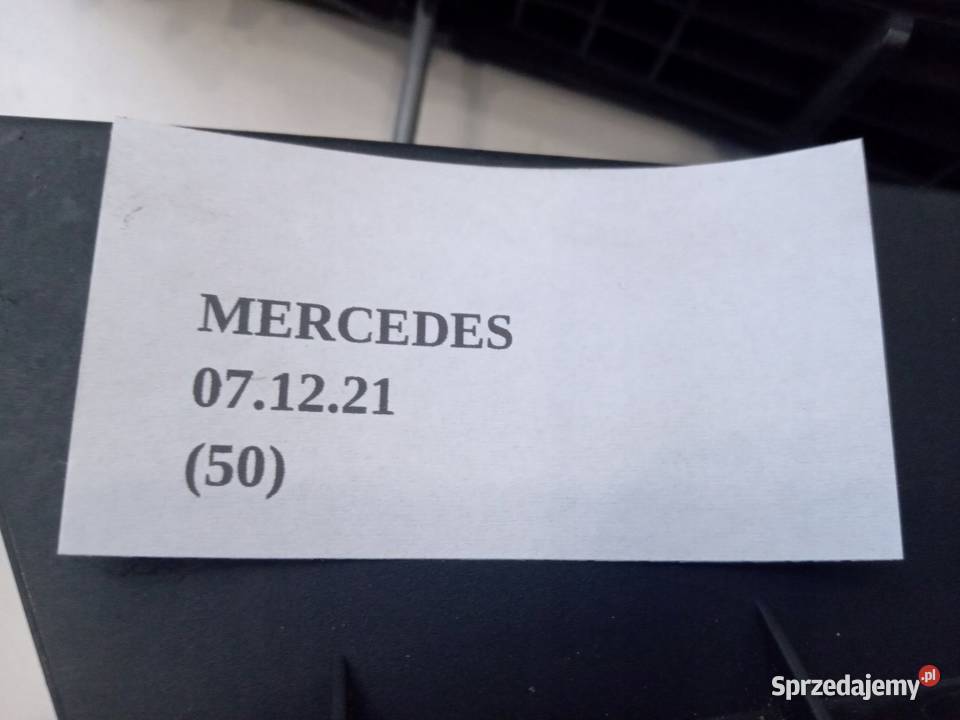 MERCEDES
07.12.21
(50)
Sprzedajemy.pl